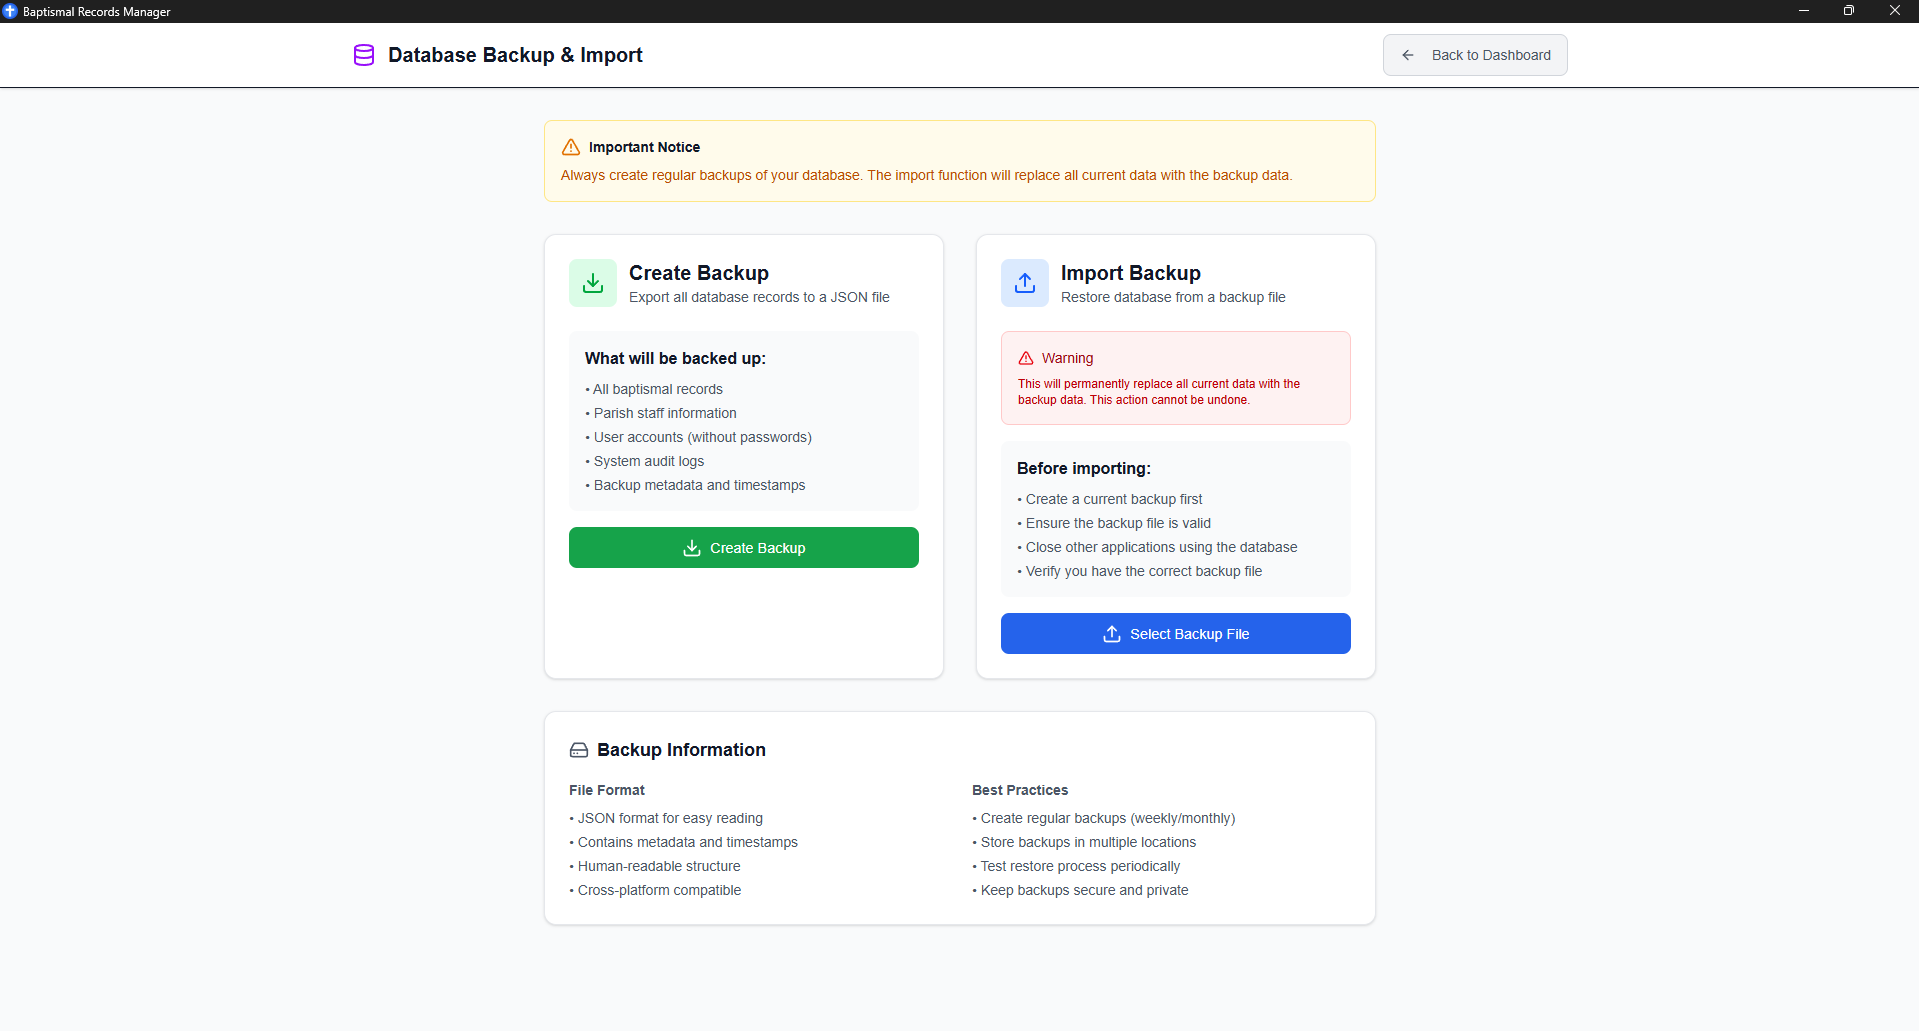 Baptismal Records Manager
Database Backup & Import
Back to Dashboard
Important Notice
Always create regular backups of your database. The import function will replace all current data with the backup data.
Create Backup
Export all database records to a JSON file
What will be backed up:
• All baptismal records
• Parish staff information
• User accounts (without passwords)
• System audit logs
• Backup metadata and timestamps
Create Backup
Import Backup
Restore database from a backup file
Warning
This will permanently replace all current data with the
backup data. This action cannot be undone.
Before importing:
• Create a current backup first
• Ensure the backup file is valid
• Close other applications using the database
• Verify you have the correct backup file
Select Backup File
Backup Information
File Format
• JSON format for easy reading
• Contains metadata and timestamps
• Human-readable structure
• Cross-platform compatible
Best Practices
• Create regular backups (weekly/monthly)
• Store backups in multiple locations
• Test restore process periodically
• Keep backups secure and private